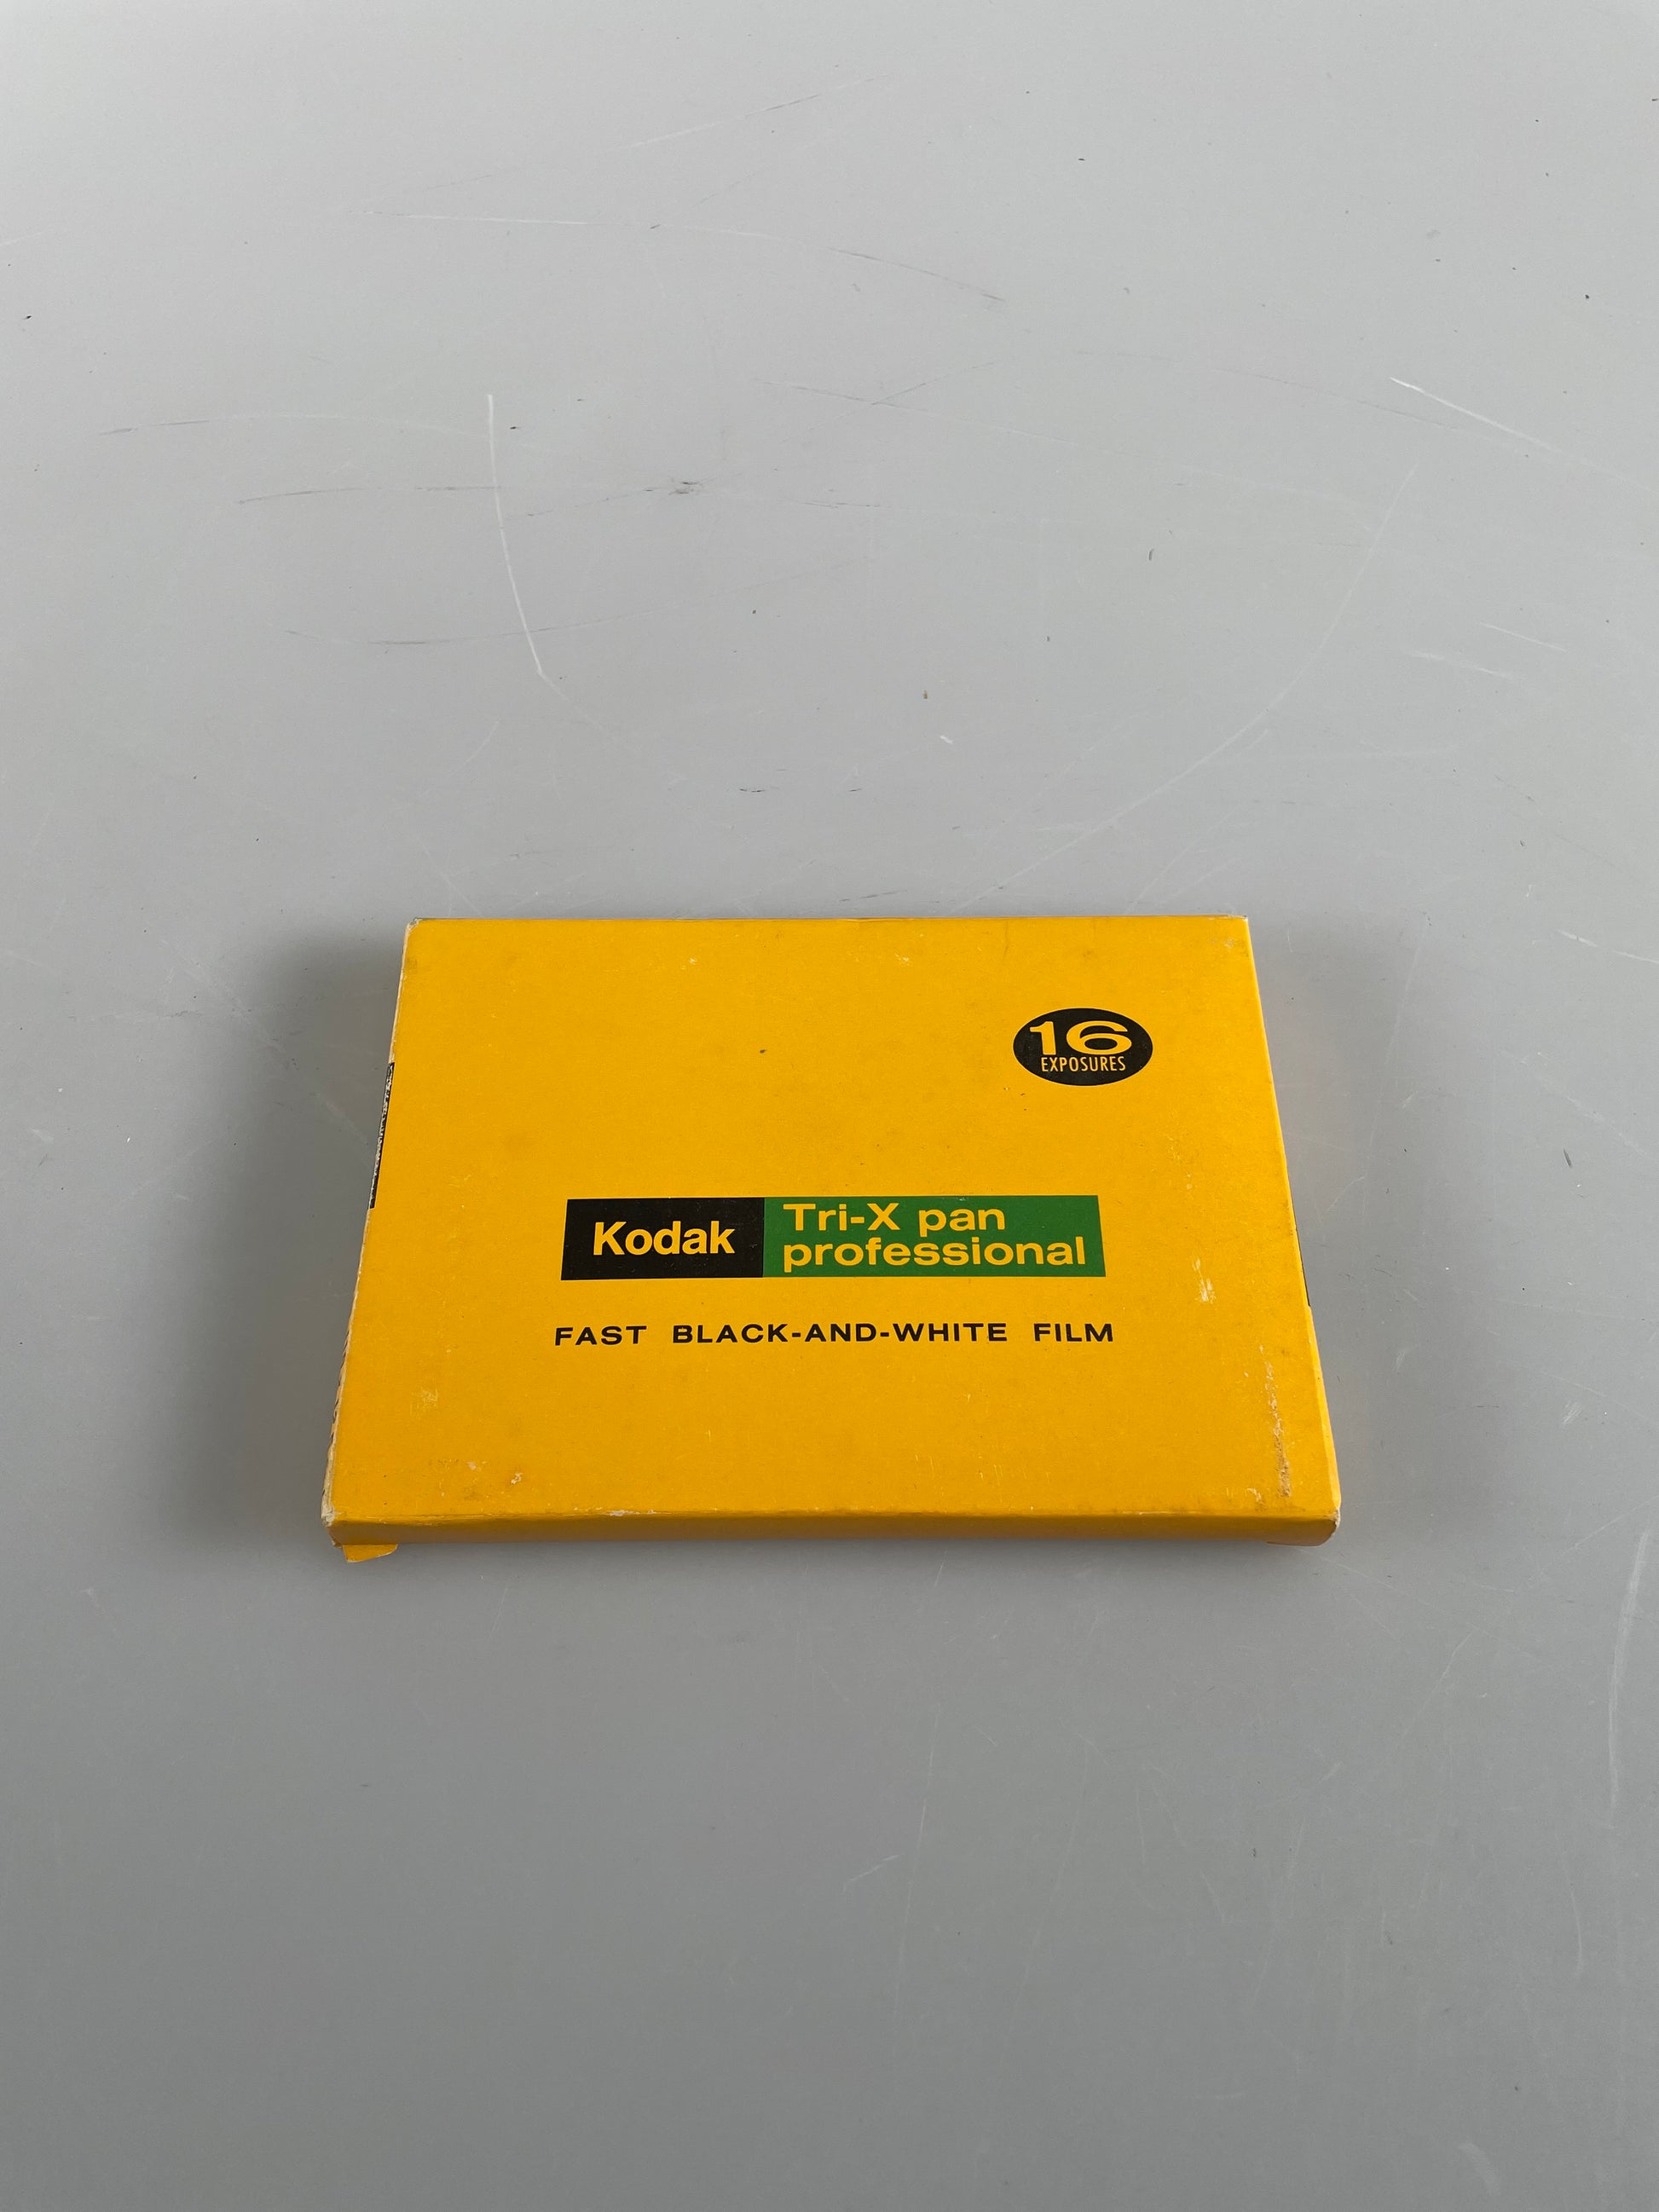 16
EXPOSURES
Kodak
Tri-X pan
professional
FAST BLACK-AND-WHITE FILM